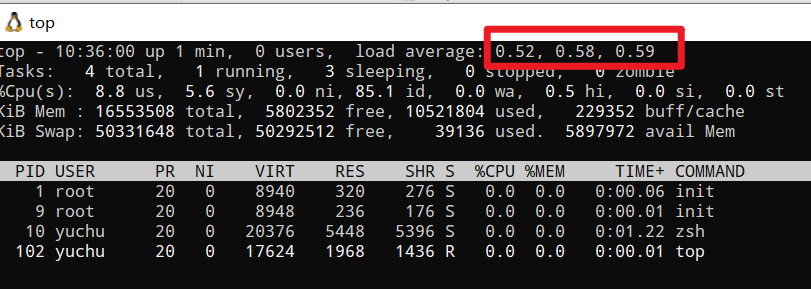 top
top - 10:36:00 up 1 min,  0 users,  load average: 0.52, 0.58, 0.59
Tasks:   4 total,   1 running,   3 sleeping,   0 stopped,   0 zombie
%Cpu(s):  8.8 us,  5.6 sy,  0.0 ni, 85.1 id,  0.0 wa,  0.5 hi,  0.0 si,  0.0 st
KiB Mem : 16553508 total,  5802352 free, 10521804 used,   229352 buff/cache
KiB Swap: 50331648 total, 50292512 free,    39136 used.  5897972 avail Mem
PID USER      PR  NI    VIRT    RES    SHR S  %CPU %MEM     TIME+ COMMAND
1 root      20   0    8940    320    276 S   0.0  0.0   0:00.06 init
9 root      20   0    8948    236    176 S   0.0  0.0   0:00.01 init
10 yuchu     20   0   20376   5448   5396 S   0.0  0.0   0:01.22 zsh
102 yuchu     20   0   17624   1968   1436 R   0.0  0.0   0:00.01 top